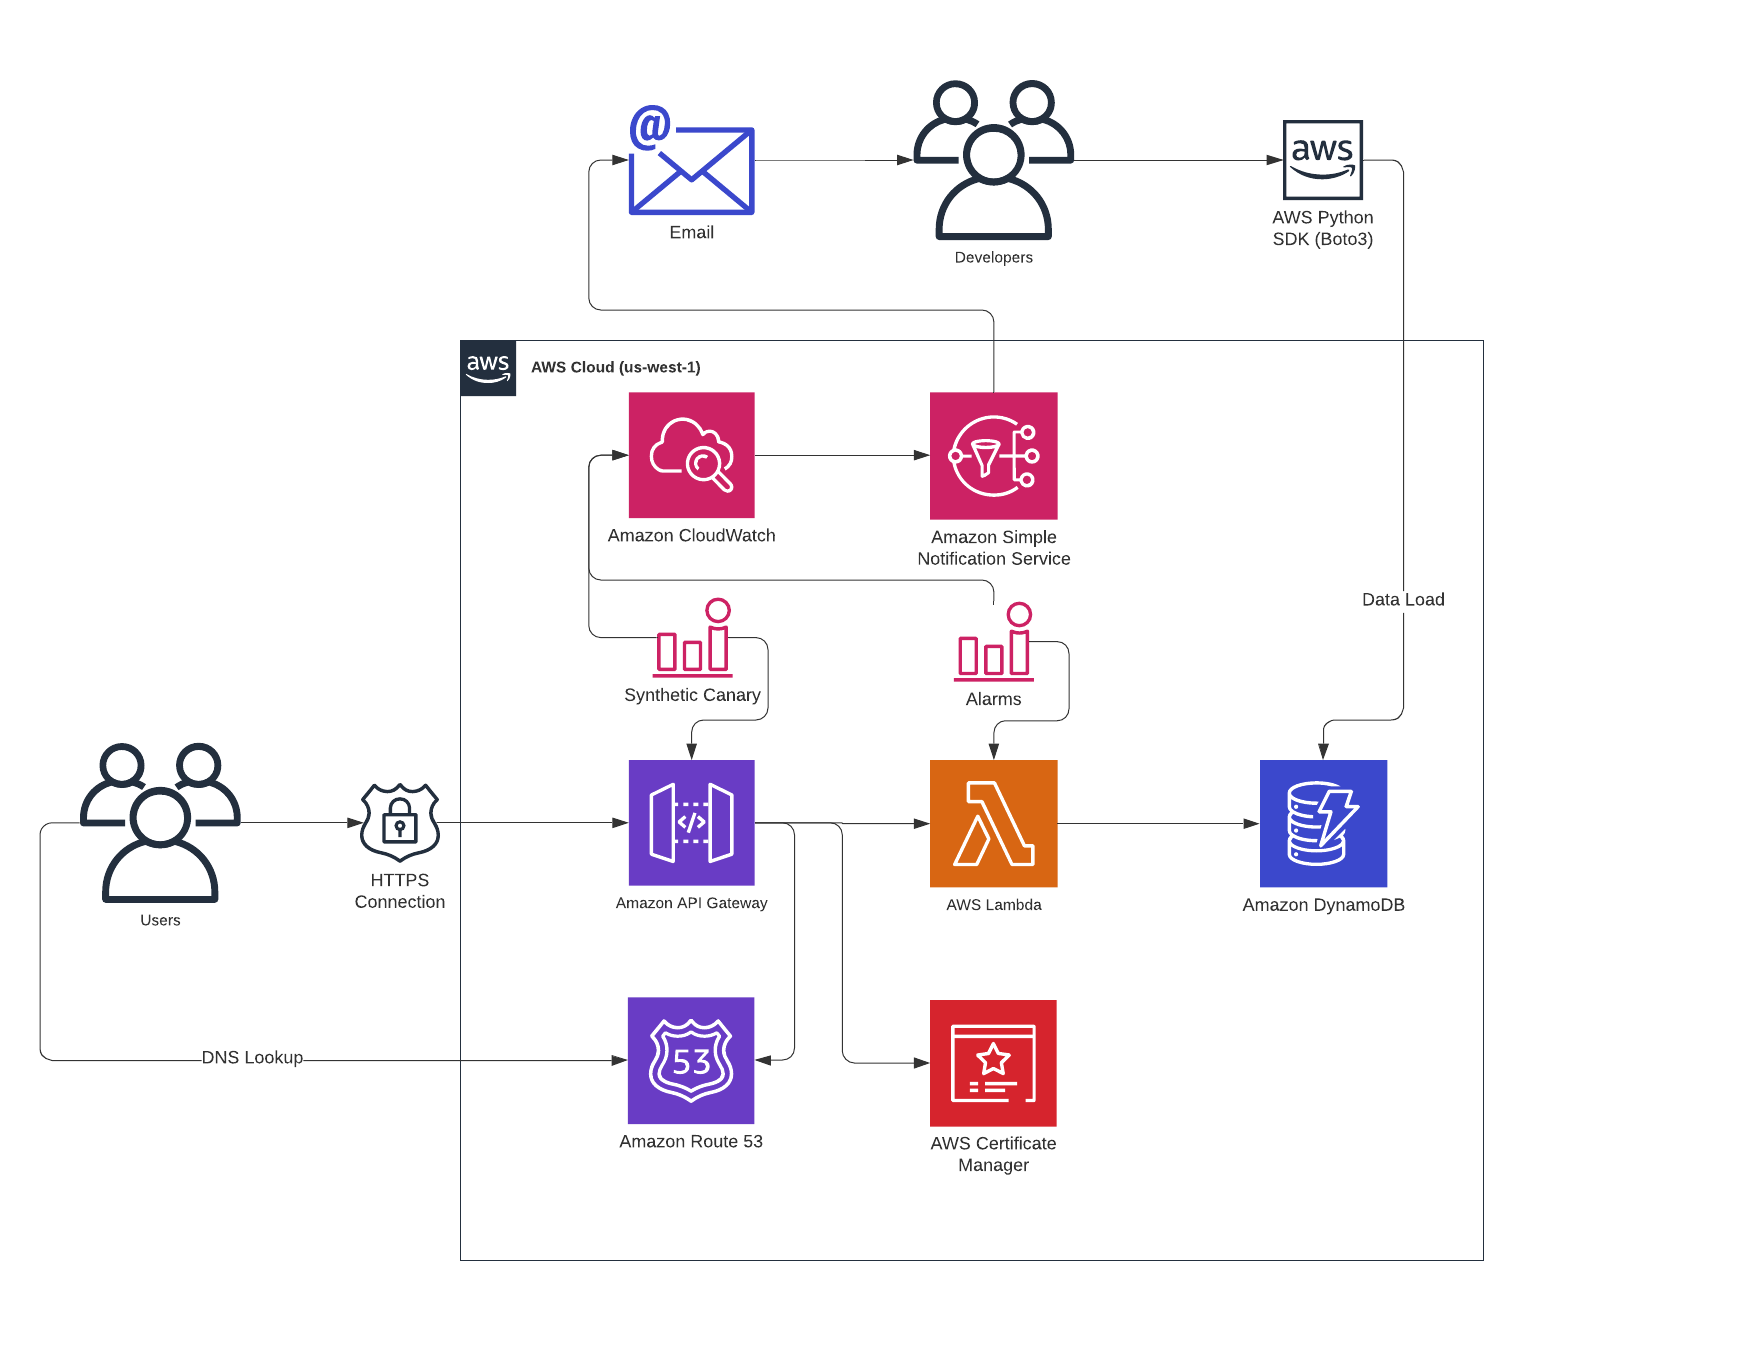 @
Email
Developers
aws
AWS Python
SDK (Boto3)
aws
AWS Cloud (us-west-1)
Amazon CloudWatch
Amazon Simple
Notification Service
Data Load
Synthetic Canary
Alarms
Users
HTTPS
Connection
</>
Amazon API Gateway
AWS Lambda
Amazon DynamoDB
DNS Lookup
53
Amazon Route 53
AWS Certificate
Manager